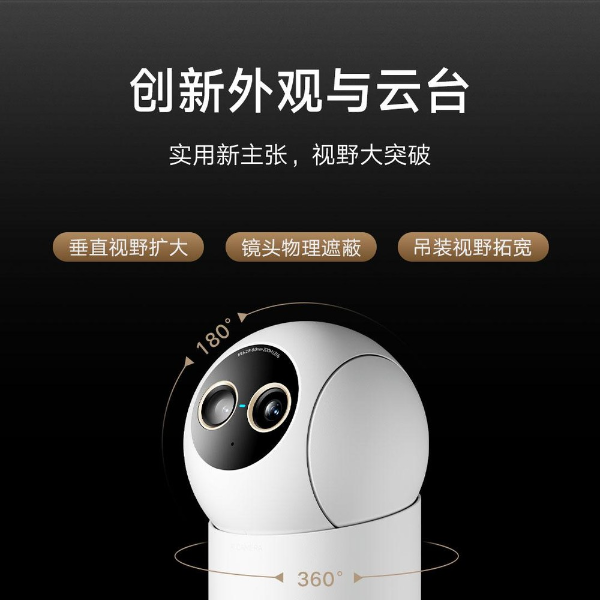 创新外观与云台
实用新主张，视野大突破
垂直视野扩大
镜头物理遮蔽
吊装视野拓宽
180°
360°